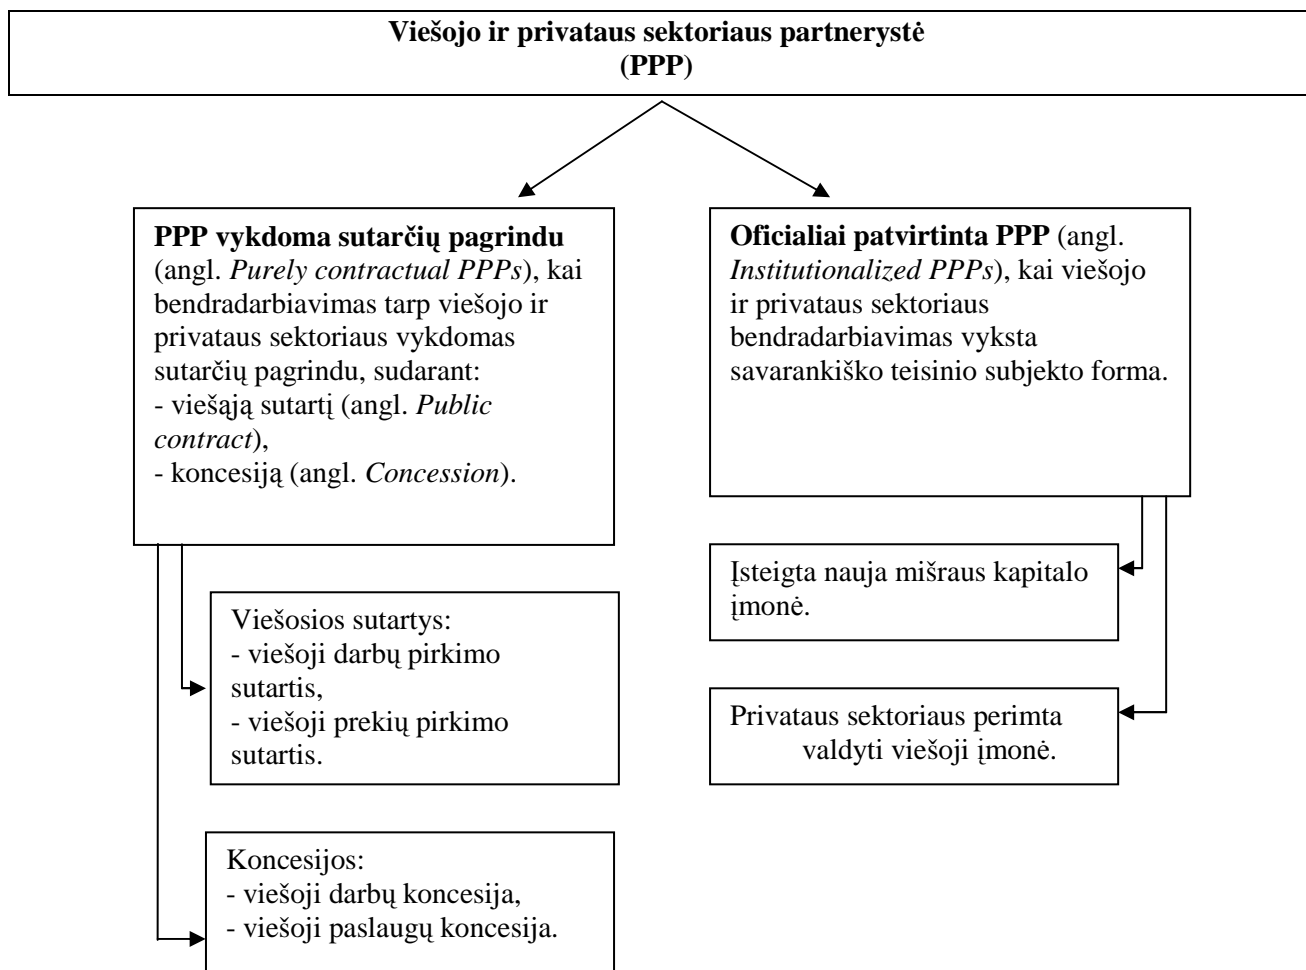 Viešojo ir privataus sektoriaus partnerystė
(PPP)
PPP vykdoma sutarčių pagrindu
(angl. Purely contractual PPPs), kai
bendradarbiavimas tarp viešojo ir
privataus sektoriaus vykdomas
sutarčių pagrindu, sudarant:
- viešąją sutartį (angl. Public
contract),
- koncesiją (angl. Concession).
Oficialiai patvirtinta PPP (angl.
Institutionalized PPPs), kai viešojo
ir privataus sektoriaus
bendradarbiavimas vyksta
savarankiško teisinio subjekto forma.
Viešosios sutartys:
- viešoji darbų pirkimo
sutartis,
- viešoji prekių pirkimo
sutartis.
Koncesijos:
- viešoji darbų koncesija,
- viešoji paslaugų koncesija.
Įsteigta nauja mišraus kapitalo
įmonė.
Privataus sektoriaus perimta
valdyti viešoji įmonė.